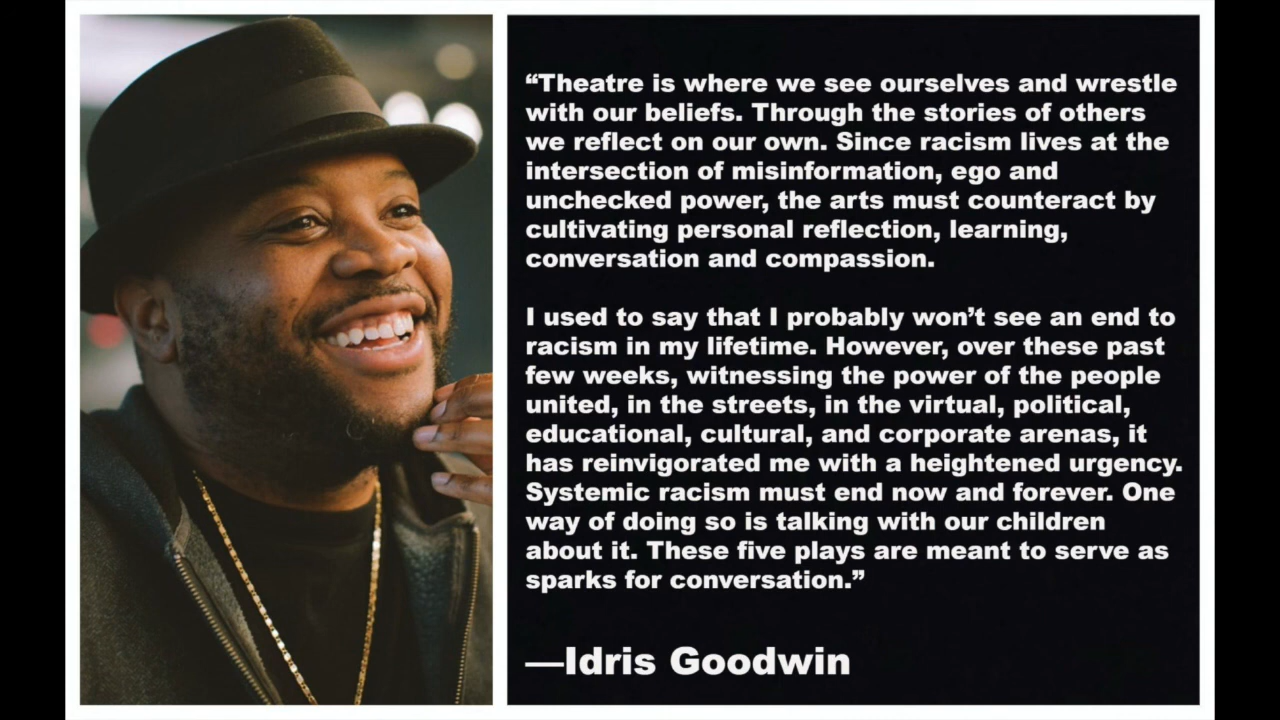 “Theatre is where we see ourselves and wrestle
with our beliefs. Through the stories of others
we reflect on our own. Since racism lives at the
intersection of misinformation, ego and
unchecked power, the arts must counteract by
cultivating personal reflection, learning,
conversation and compassion.
I used to say that I probably won’t see an end to
racism in my lifetime. However, over these past
few weeks, witnessing the power of the people
united, in the streets, in the virtual, political,
educational, cultural, and corporate arenas, it
has reinvigorated me with a heightened urgency.
Systemic racism must end now and forever. One
way of doing so is talking with our children
about it. These five plays are meant to serve as
sparks for conversation.”
—Idris Goodwin